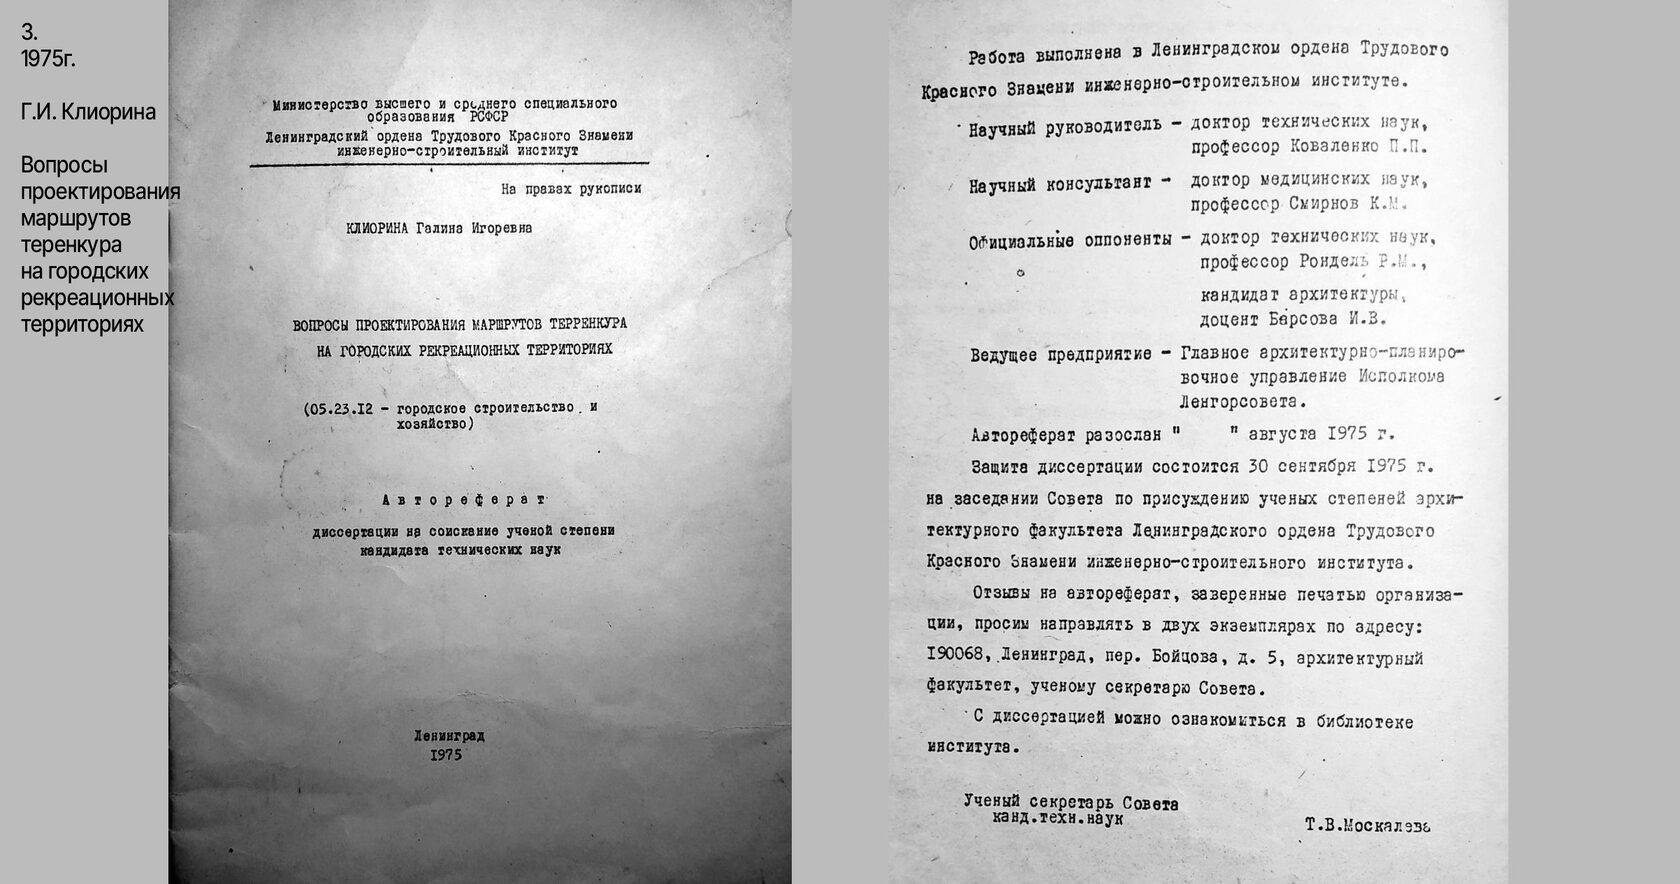 3.
1975г.
Г.И. Клиорина
Вопросы
проектирования
маршрутов
теренкура
на городских
рекреационных
территориях
Министерство высшего и среднего специального
образования РСФСР
Ленинградский ордена Трудового Красного Знамени
инженерно-строительный институт
На правах рукописи
КЛИОРИНА Галина Игоревна
ВОПРОСЫ ПРОЕКТИРОВАНИЯ МАРШРУТОВ ТЕРРЕНКУРА
НА ГОРОДСКИХ РЕКРЕАЦИОННЫХ ТЕРРИТОРИЯХ
(05.23.12 - городское строительство и
хозяйство)
Автореферат
диссертации на соискание ученой степени
кандидата технических наук
Ленинград
1975
Работа выполнена в Ленинградском ордена Трудового
Красного Знамени инженерно-строительном институте.
Научный руководитель - доктор технических наук,
профессор Коваленко П.П.
Научный консультант - доктор медицинских наук,
профессор Смирнов К.М.
Официальные оппоненты - доктор технических наук,
профессор Рондель Р.М.,
кандидат архитектуры,
доцент Барсова И.В.
Ведущее предприятие - Главное архитектурно-планиро-
вочное управление Исполкома
Ленгорсовета.
Автореферат разослан " " августа 1975 г.
Защита диссертации состоится 30 сентября 1975 г.
на заседании Совета по присуждению ученых степеней архи-
тектурного факультета Ленинградского ордена Трудового
Красного Знамени инженерно-строительного института.
Отзывы на автореферат, заверенные печатью организа-
ции, просим направлять в двух экземплярах по адресу:
190068, Ленинград, пер. Бойцова, д. 5, архитектурный
факультет, ученому секретарю Совета.
С диссертацией можно ознакомиться в библиотеке
института.
Ученый секретарь Совета
канд.техн.наук
Т.В.Москалева